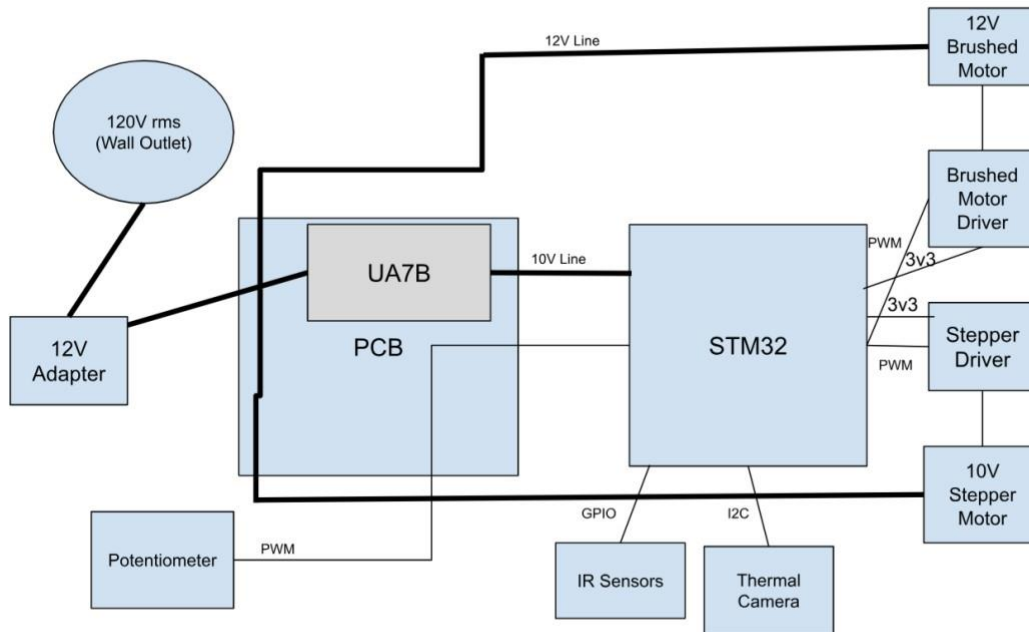 12V Line
12V
Brushed
Motor
120V rms
(Wall Outlet)
Brushed
Motor
Driver
PWM
3v3
UA7B
10V Line
12V
Adapter
PCB
STM32
3v3
Stepper
Driver
PWM
10V
Stepper
Motor
GPIO
I2C
Potentiometer
PWM
IR Sensors
Thermal
Camera